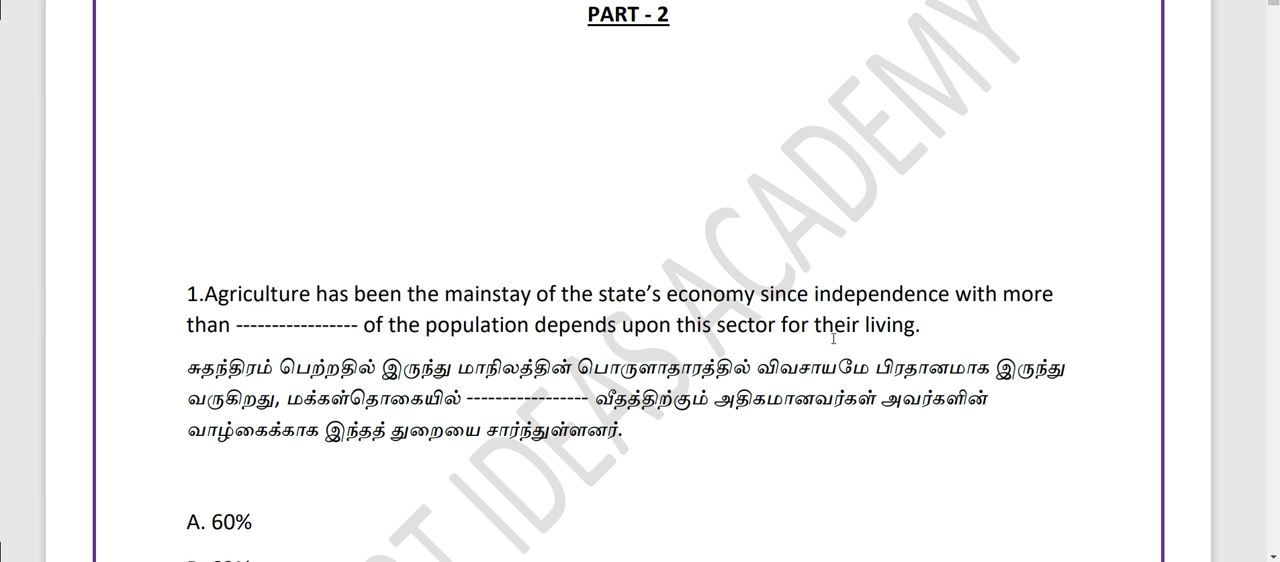 PART - 2
1.Agriculture has been the mainstay of the state’s economy since independence with more
than ----------------- of the population depends upon this sector for their living.
சுதந்திரம் பெற்றதில் இருந்து மாநிலத்தின் பொருளாதாரத்தில் விவசாயமே பிரதானமாக இருந்து
வருகிறது, மக்கள்தொகையில் ----------------- வீதத்திற்கும் அதிகமானவர்கள் அவர்களின்
வாழ்கைக்காக இந்தத் துறையை சார்ந்துள்ளனர்.
A. 60%
IDEAS ACADEMY